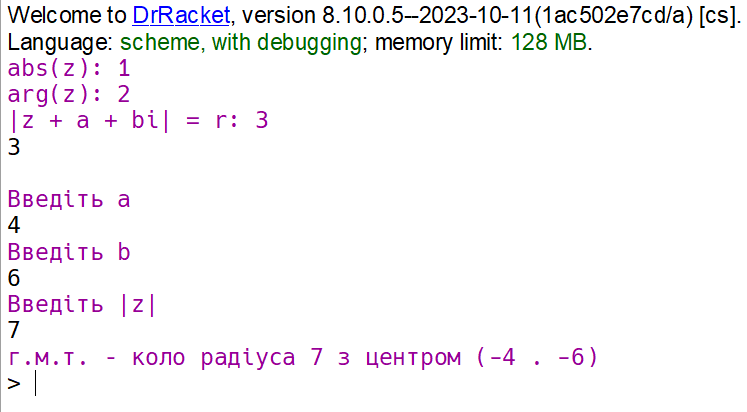 Welcome to DrRacket, version 8.10.0.5--2023-10-11(1ac502e7cd/a) [cs].
Language: scheme, with debugging; memory limit: 128 MB.
abs(z): 1
arg(z): 2
|z + a + bi| = r: 3
3
Введіть a
4
Введіть b
6
Введіть |z|
7
г.м.т. - коло радіуса 7 з центром (-4 . -6)
>